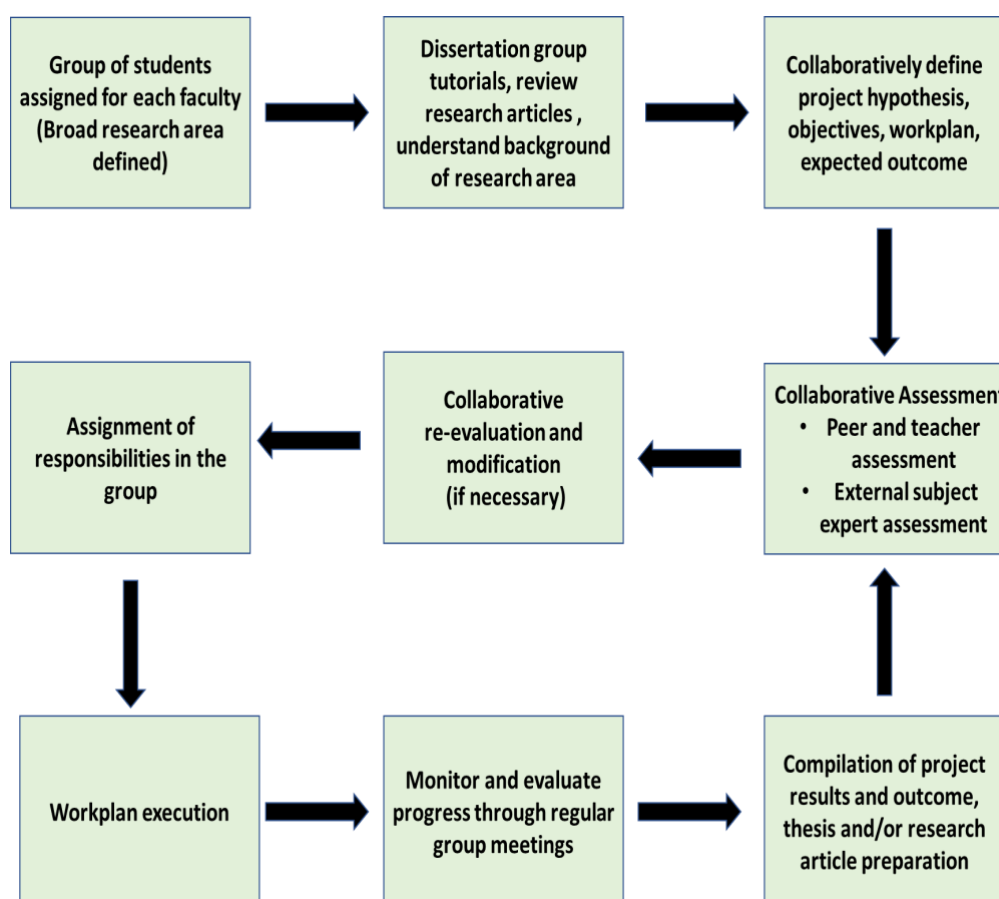 Group of students
assigned for each faculty
(Broad research area
defined)
Dissertation group
tutorials, review
research articles ,
understand background
of research area
Collaboratively define
project hypothesis,
objectives, workplan,
expected outcome
Collaborative Assessment
• Peer and teacher
assessment
• External subject
expert assessment
Collaborative
re-evaluation and
modification
(if necessary)
Assignment of
responsibilities in the
group
Workplan execution
Monitor and evaluate
progress through regular
group meetings
Compilation of project
results and outcome,
thesis and/or research
article preparation